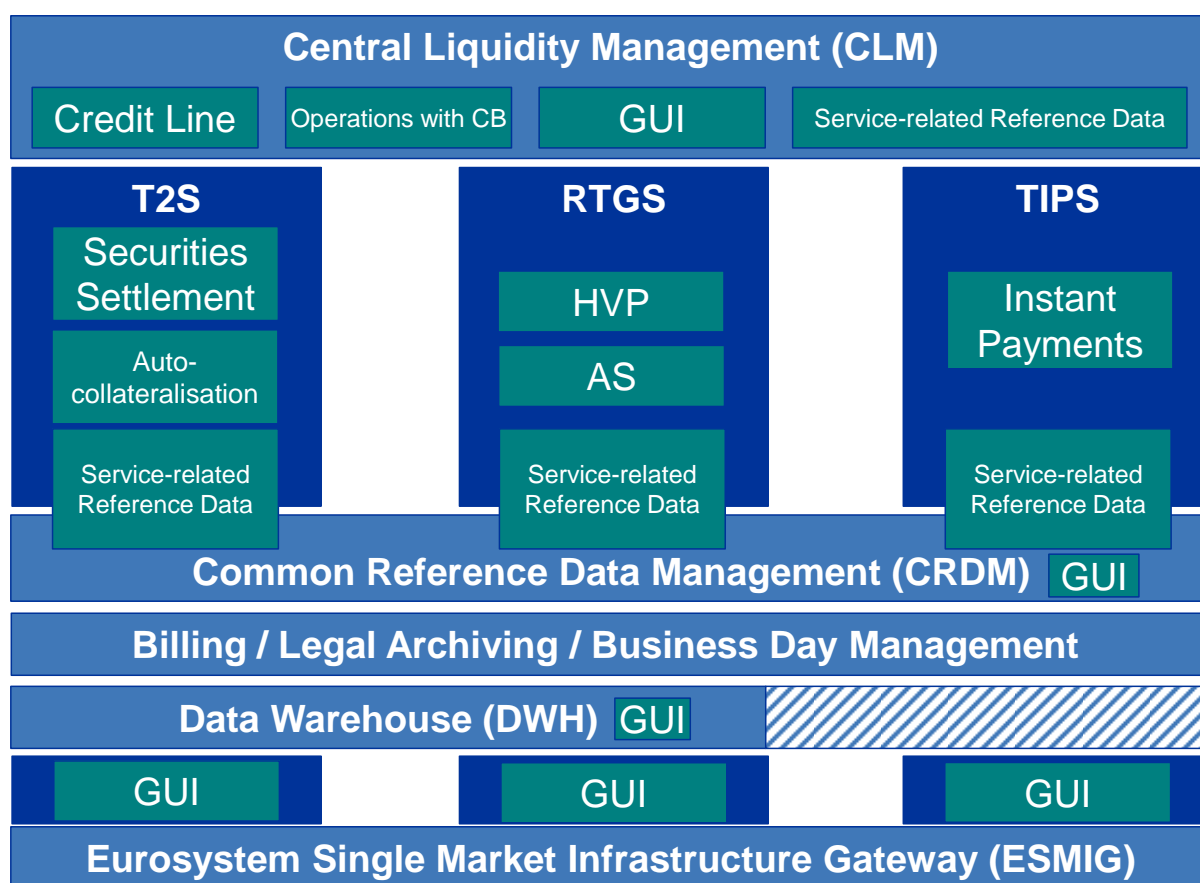 Central Liquidity Management (CLM)
Credit Line
Operations with CB
GUI
Service-related Reference Data
T2S
RTGS
TIPS
Securities
Settlement
HVP
Instant
Payments
Auto-
collateralisation
AS
Service-related
Reference Data
Service-related
Reference Data
Service-related
Reference Data
Common Reference Data Management (CRDM)
GUI
Billing / Legal Archiving / Business Day Management
Data Warehouse (DWH)
GUI
GUI
GUI
GUI
Eurosystem Single Market Infrastructure Gateway (ESMIG)